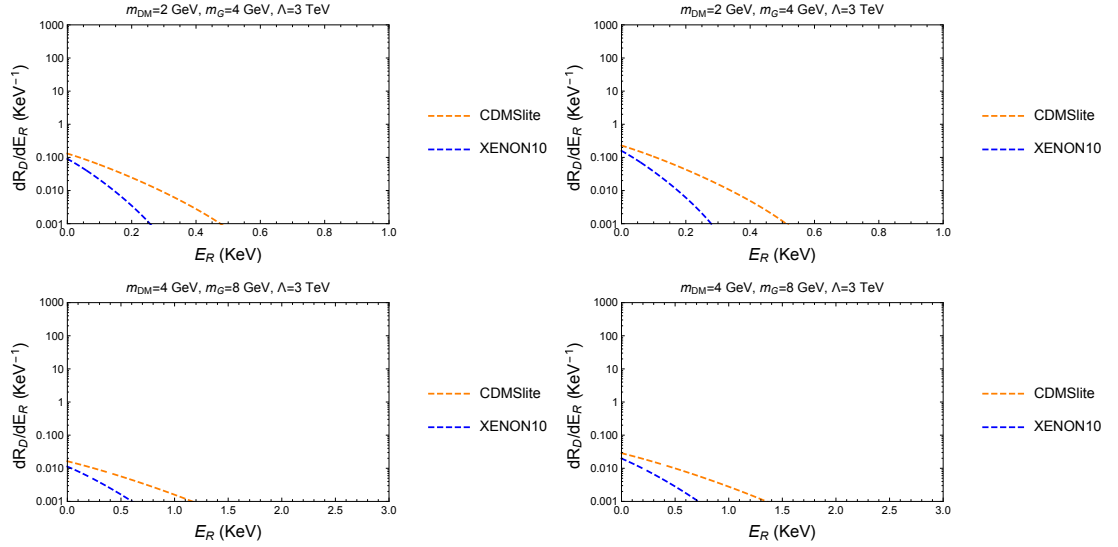 m_DM=2 GeV, m_G=4 GeV, Λ=3 TeV
dR_D/dE_R (KeV⁻¹)
1000
100
10
1
0.100
0.010
0.001
0.0 0.2 0.4 0.6 0.8 1.0
E_R (KeV)
CDMSlite
XENON10
m_DM=2 GeV, m_G=4 GeV, Λ=3 TeV
dR_D/dE_R (KeV⁻¹)
1000
100
10
1
0.100
0.010
0.001
0.0 0.2 0.4 0.6 0.8 1.0
E_R (KeV)
CDMSlite
XENON10
m_DM=4 GeV, m_G=8 GeV, Λ=3 TeV
dR_D/dE_R (KeV⁻¹)
1000
100
10
1
0.100
0.010
0.001
0.0 0.5 1.0 1.5 2.0 2.5 3.0
E_R (KeV)
CDMSlite
XENON10
m_DM=4 GeV, m_G=8 GeV, Λ=3 TeV
dR_D/dE_R (KeV⁻¹)
1000
100
10
1
0.100
0.010
0.001
0.0 0.5 1.0 1.5 2.0 2.5 3.0
E_R (KeV)
CDMSlite
XENON10